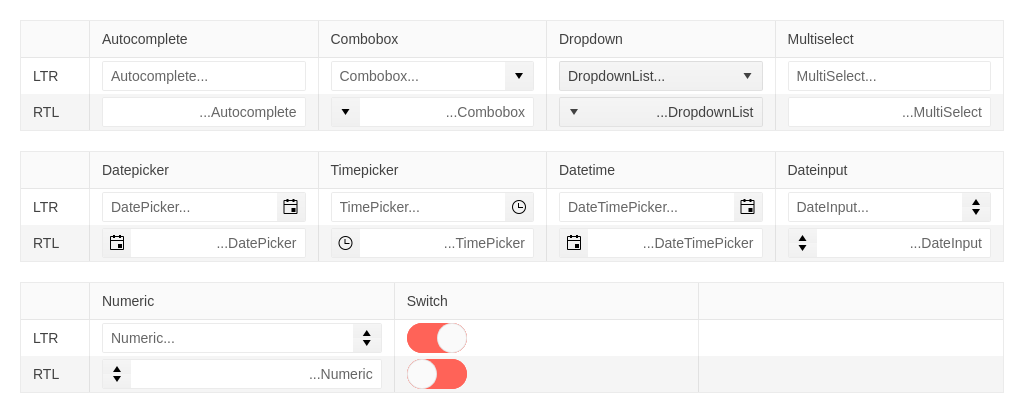 Autocomplete Combobox Dropdown Multiselect
LTR Autocomplete... Combobox... DropdownList... MultiSelect...
RTL ...Autocomplete ...Combobox ...DropdownList ...MultiSelect
Datepicker Timepicker Datetime Dateinput
LTR DatePicker... TimePicker... DateTimePicker... DateInput...
RTL ...DatePicker ...TimePicker ...DateTimePicker ...DateInput
Numeric Switch
LTR Numeric...
RTL ...Numeric